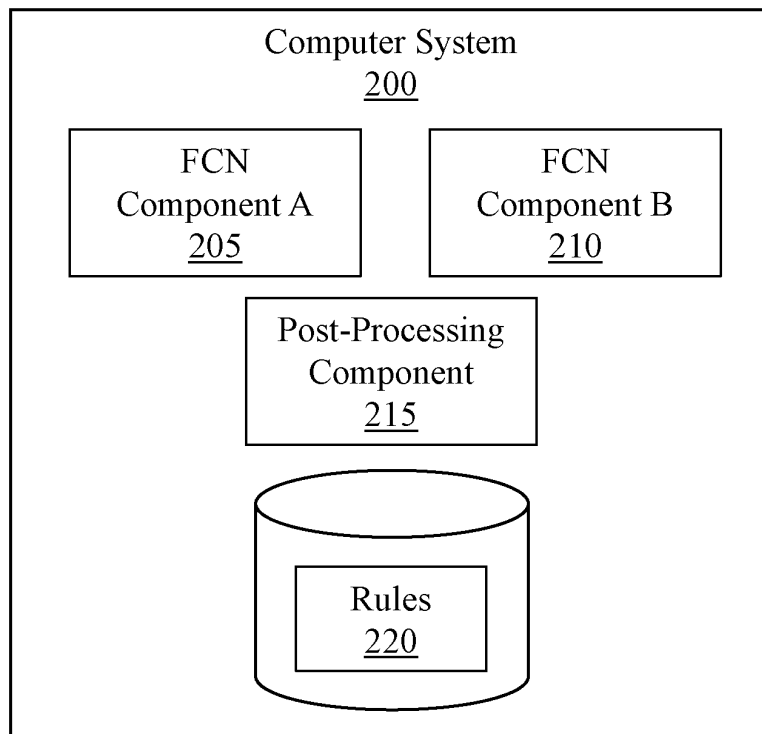 Computer System
200
FCN
Component A
205
FCN
Component B
210
Post-Processing
Component
215
Rules
220